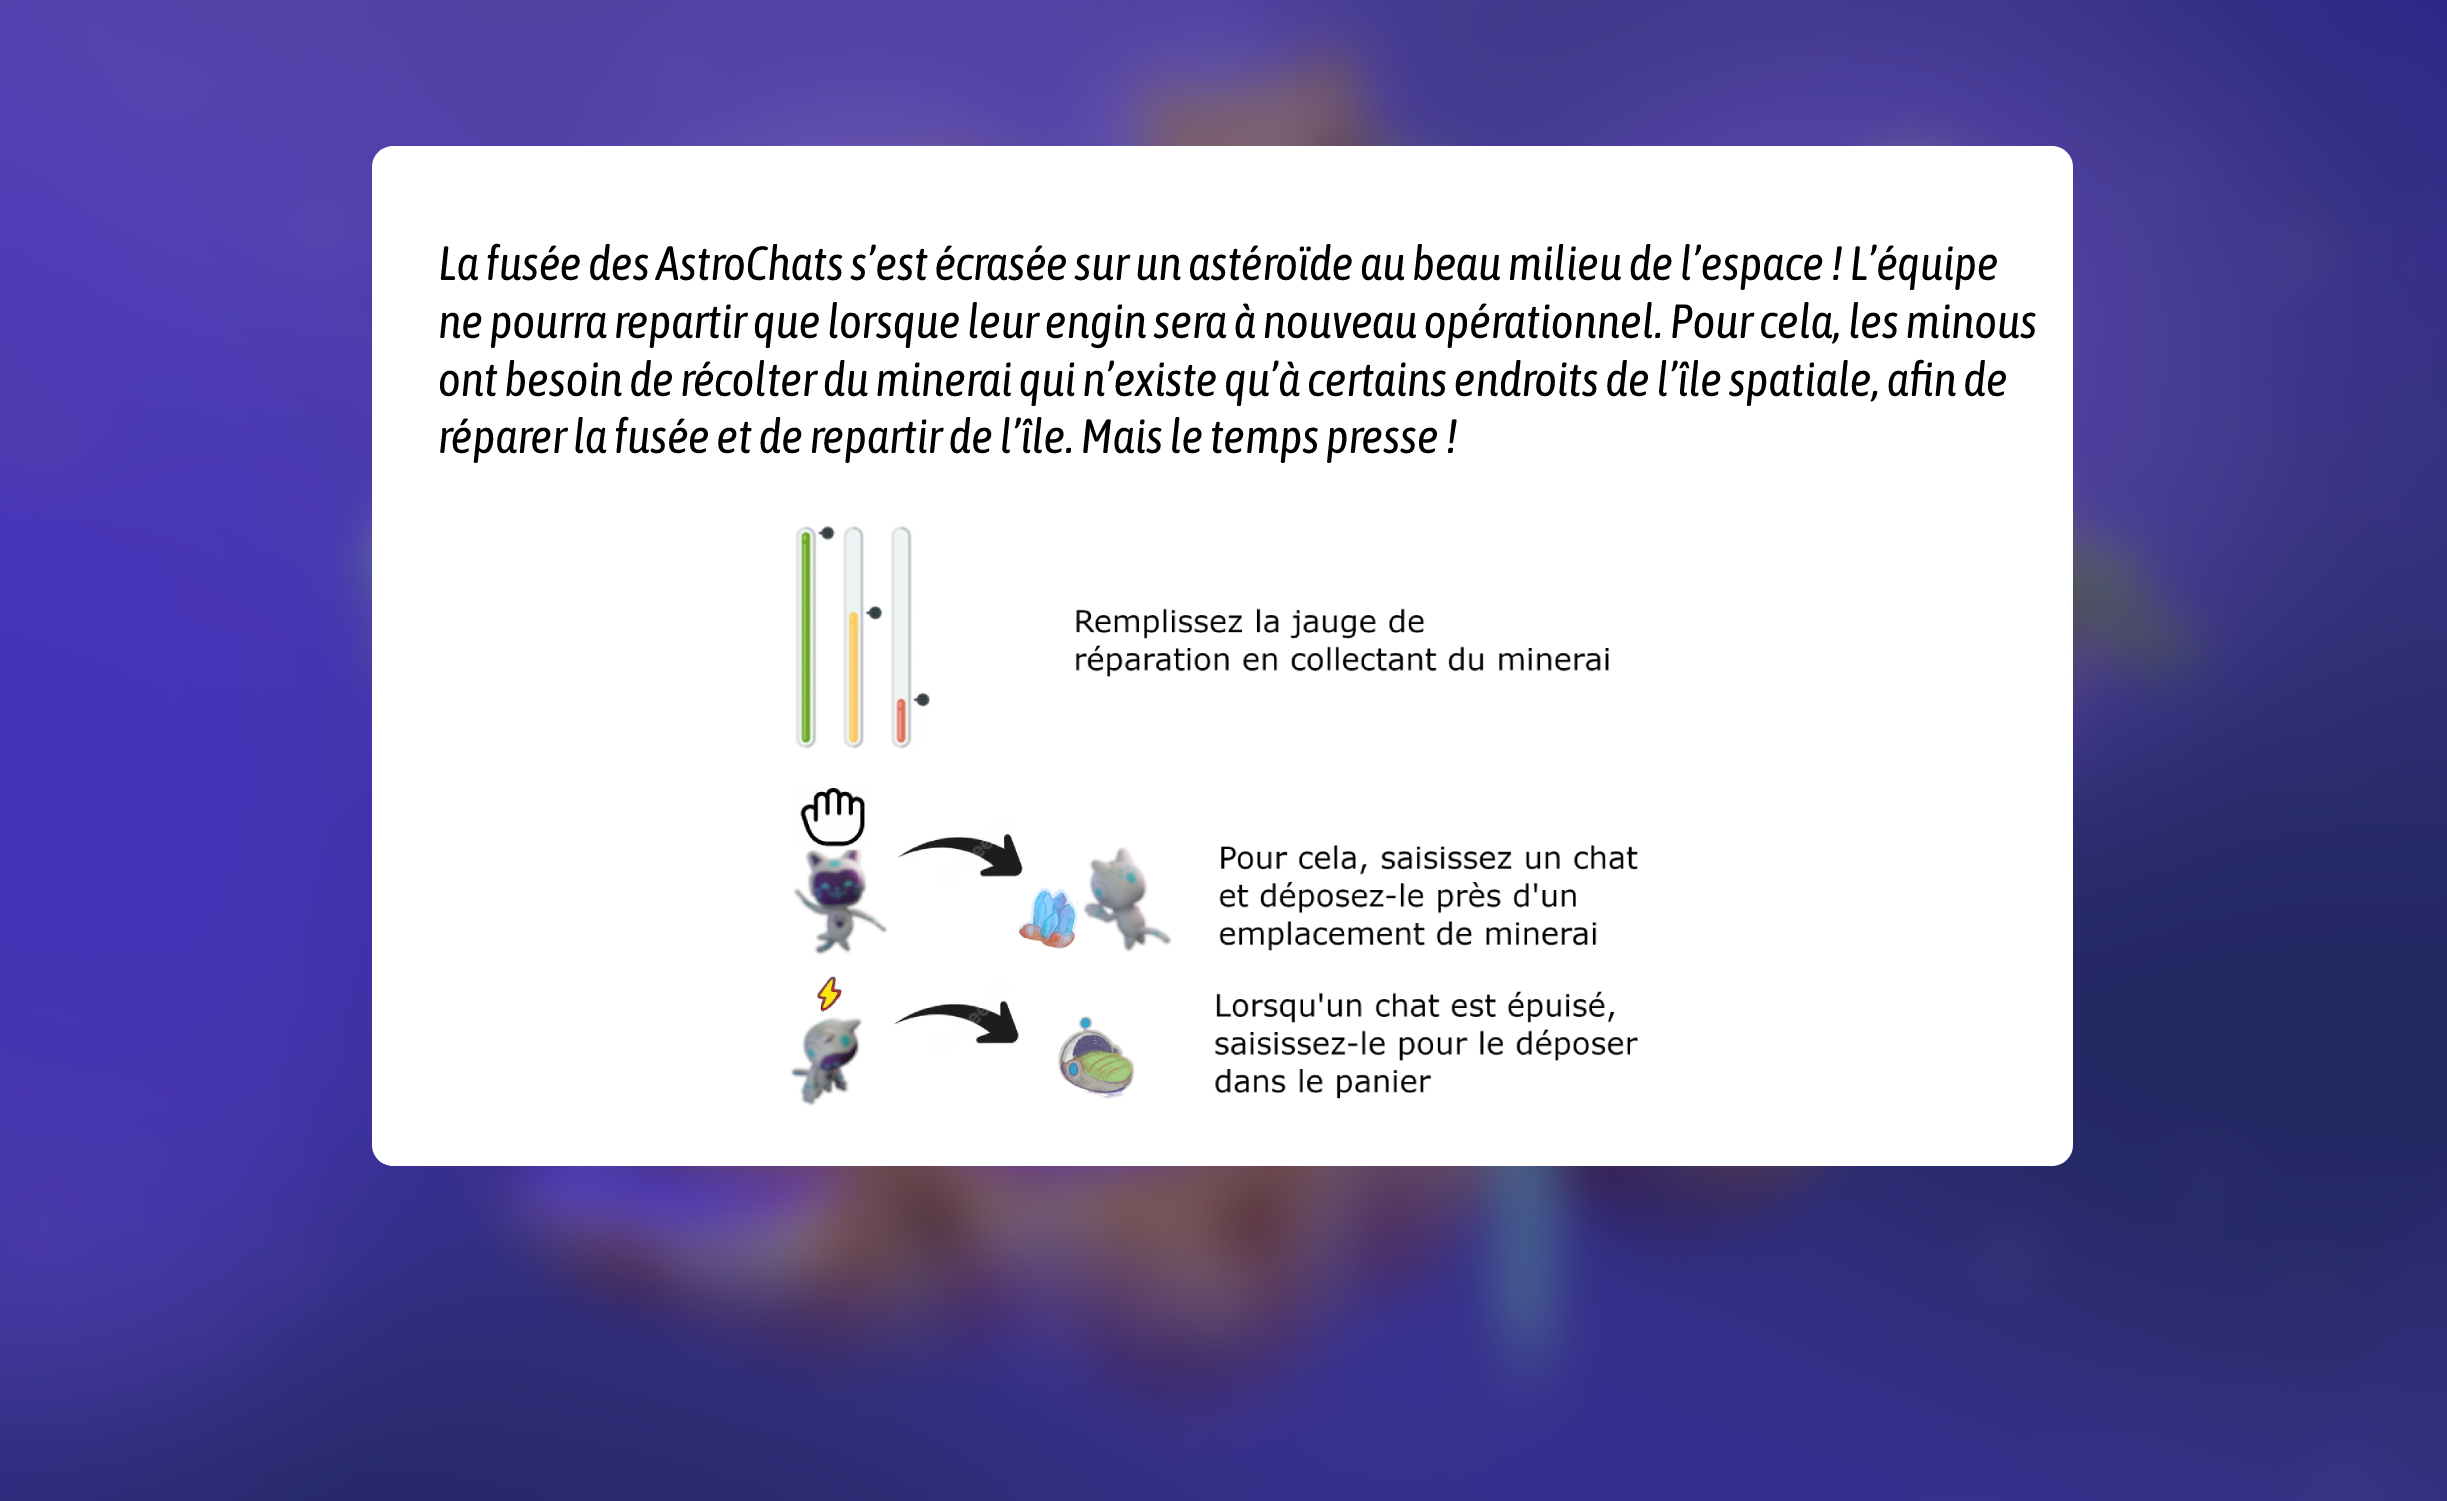 La fusée des AstroChats s’est écrasée sur un astéroïde au beau milieu de l’espace ! L’équipe
ne pourra repartir que lorsque leur engin sera à nouveau opérationnel. Pour cela, les minous
ont besoin de récolter du minerai qui n’existe qu’à certains endroits de l’île spatiale, afin de
réparer la fusée et de repartir de l’île. Mais le temps presse !
Remplissez la jauge de
réparation en collectant du minerai
Pour cela, saisissez un chat
et déposez-le près d'un
emplacement de minerai
Lorsqu'un chat est épuisé,
saisissez-le pour le déposer
dans le panier